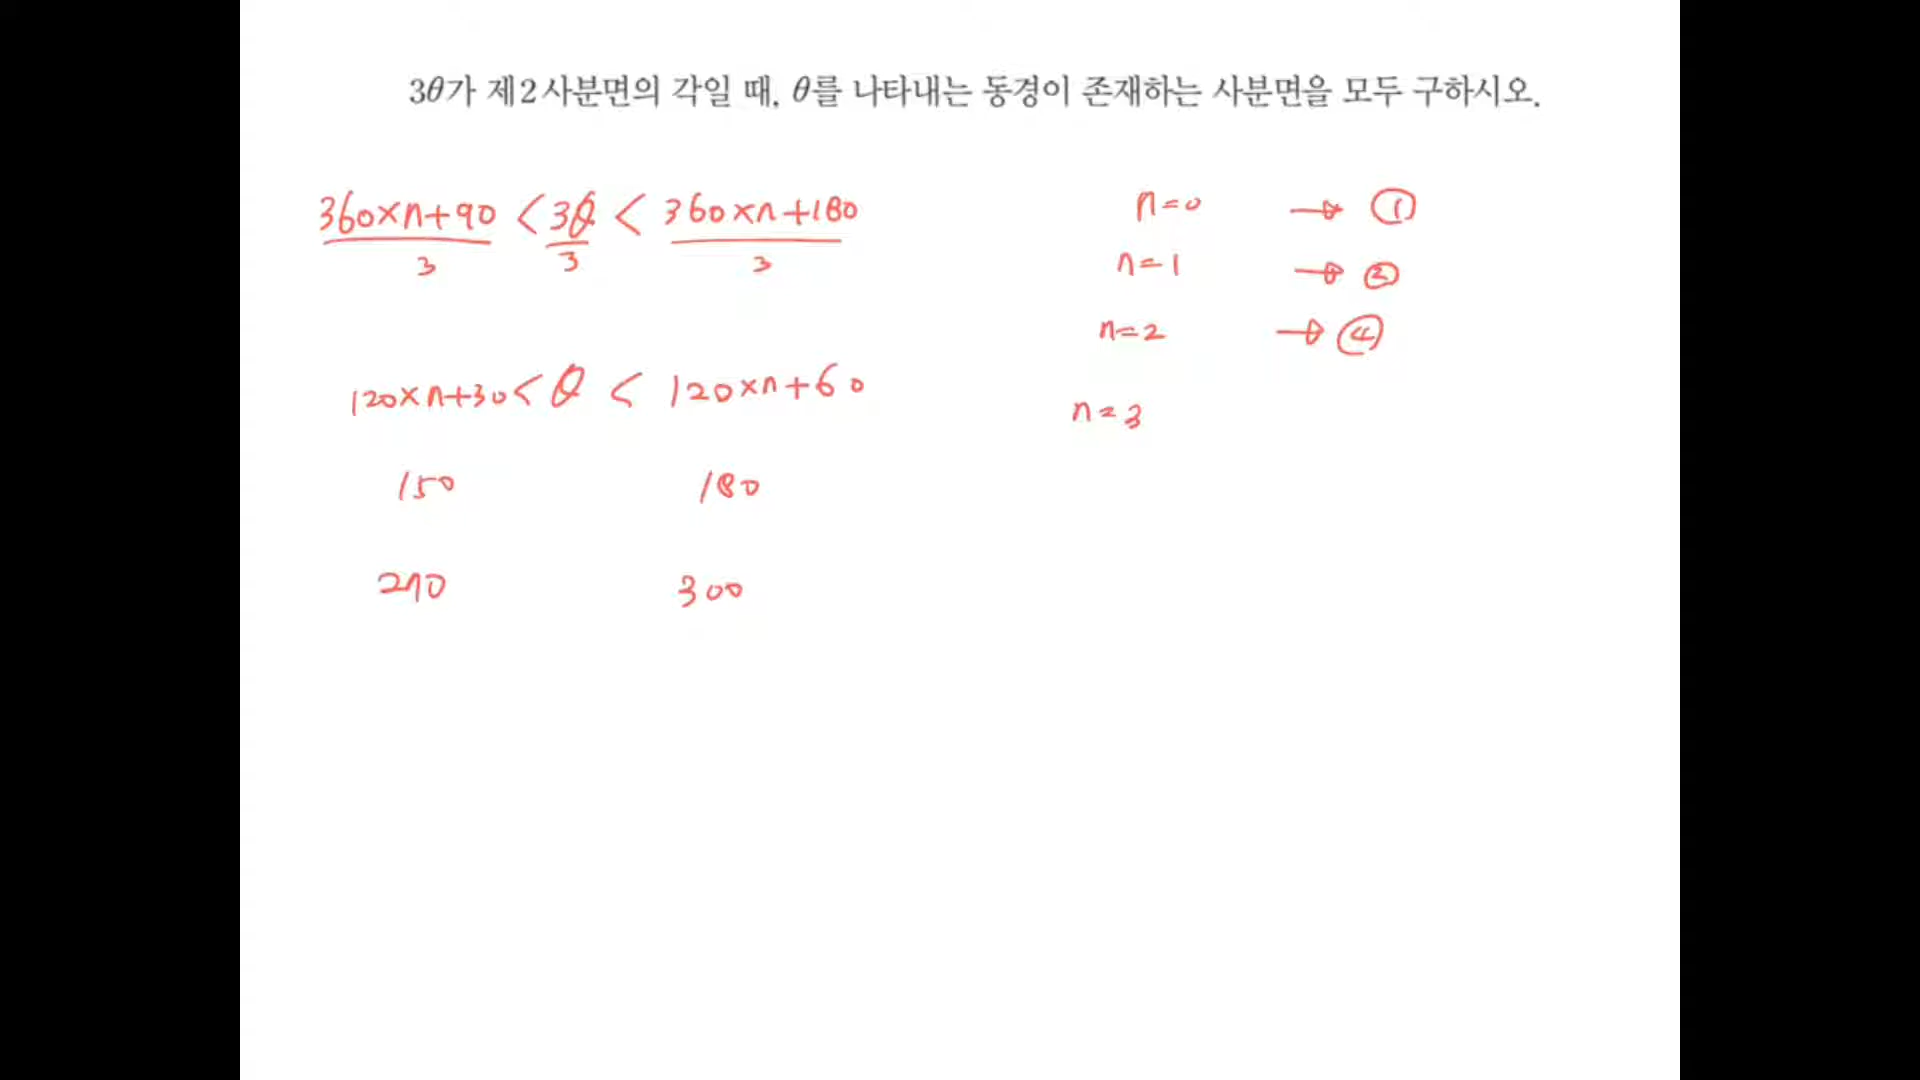 3θ가 제2사분면의 각일 때, θ를 나타내는 동경이 존재하는 사분면을 모두 구하시오.
360×n+90 < 3θ < 360×n+180
3 3 3
120×n+30 < θ < 120×n+60
150 180
270 300
n=0 → ①
n=1 → ②
n=2 → ④
n=3